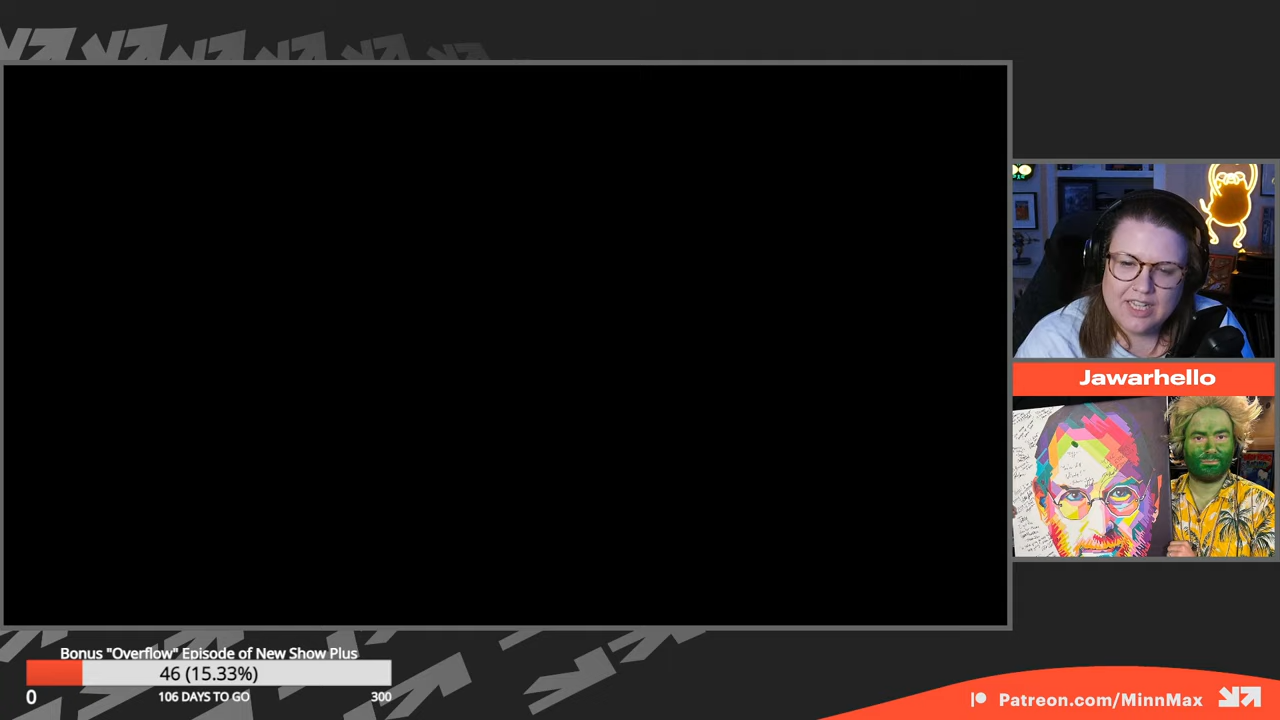 Jawarhello
Bonus "Overflow" Episode of New Show Plus
46 (15.33%)
0
106 DAYS TO GO
300
Patreon.com/MinnMax